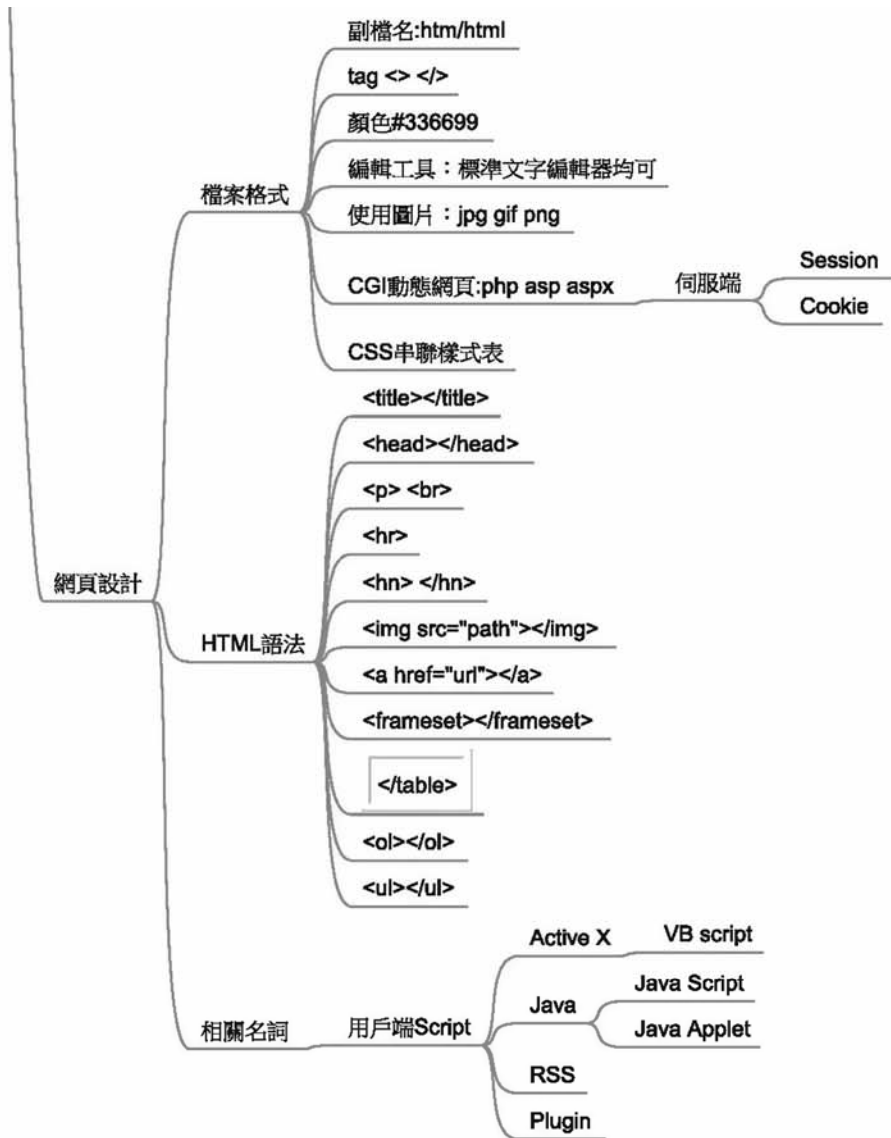 副檔名:htm/html
tag <> </>
顏色#336699
編輯工具：標準文字編輯器均可
檔案格式
使用圖片：jpg gif png
CGI動態網頁:php asp aspx
伺服端
Session
Cookie
CSS串聯樣式表
<title></title>
<head></head>
<p> <br>
<hr>
網頁設計
<hn> </hn>
HTML語法
<img src="path"></img>
<a href="url"></a>
<frameset></frameset>
</table>
<ol></ol>
<ul></ul>
相關名詞
用戶端Script
Active X
VB script
Java
Java Script
Java Applet
RSS
Plugin